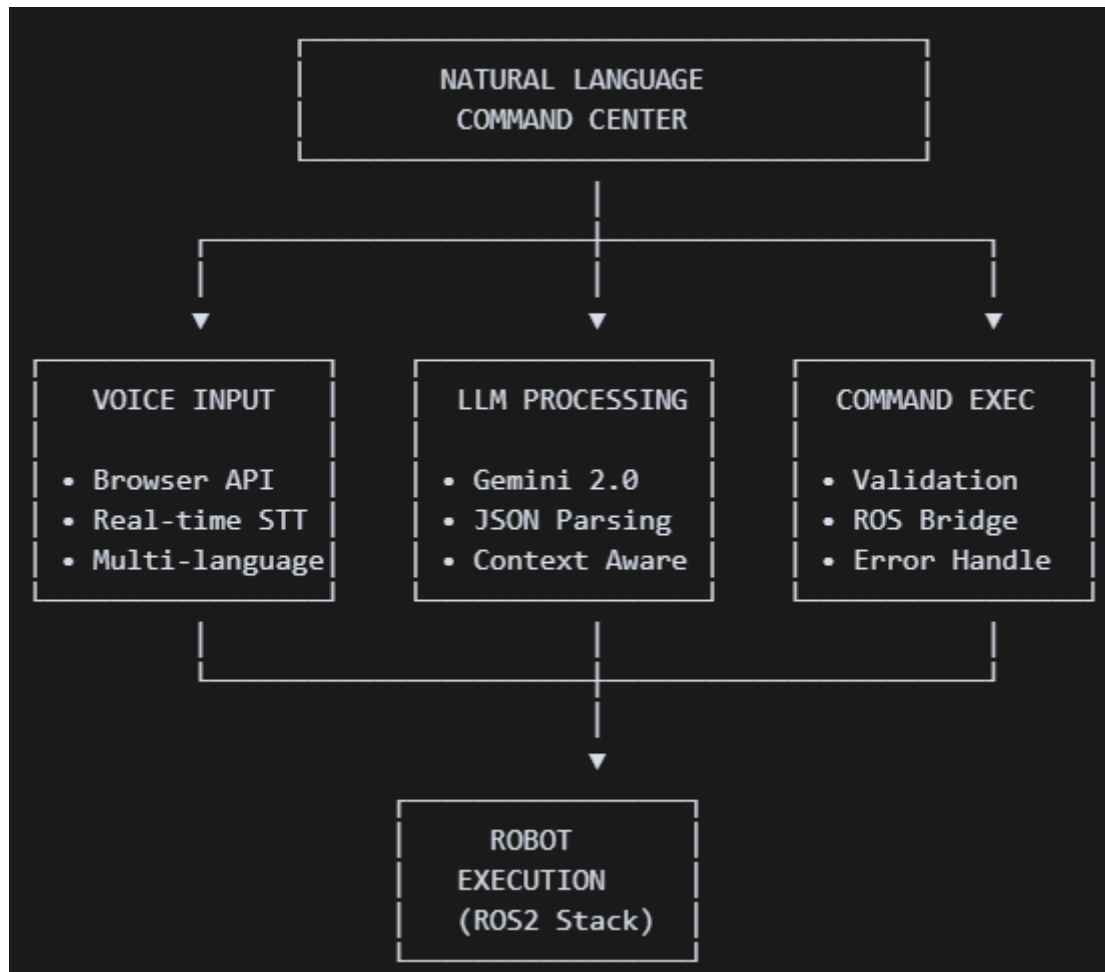 NATURAL LANGUAGE
COMMAND CENTER
VOICE INPUT
• Browser API
• Real-time STT
• Multi-language
LLM PROCESSING
• Gemini 2.0
• JSON Parsing
• Context Aware
COMMAND EXEC
• Validation
• ROS Bridge
• Error Handle
ROBOT
EXECUTION
(ROS2 Stack)